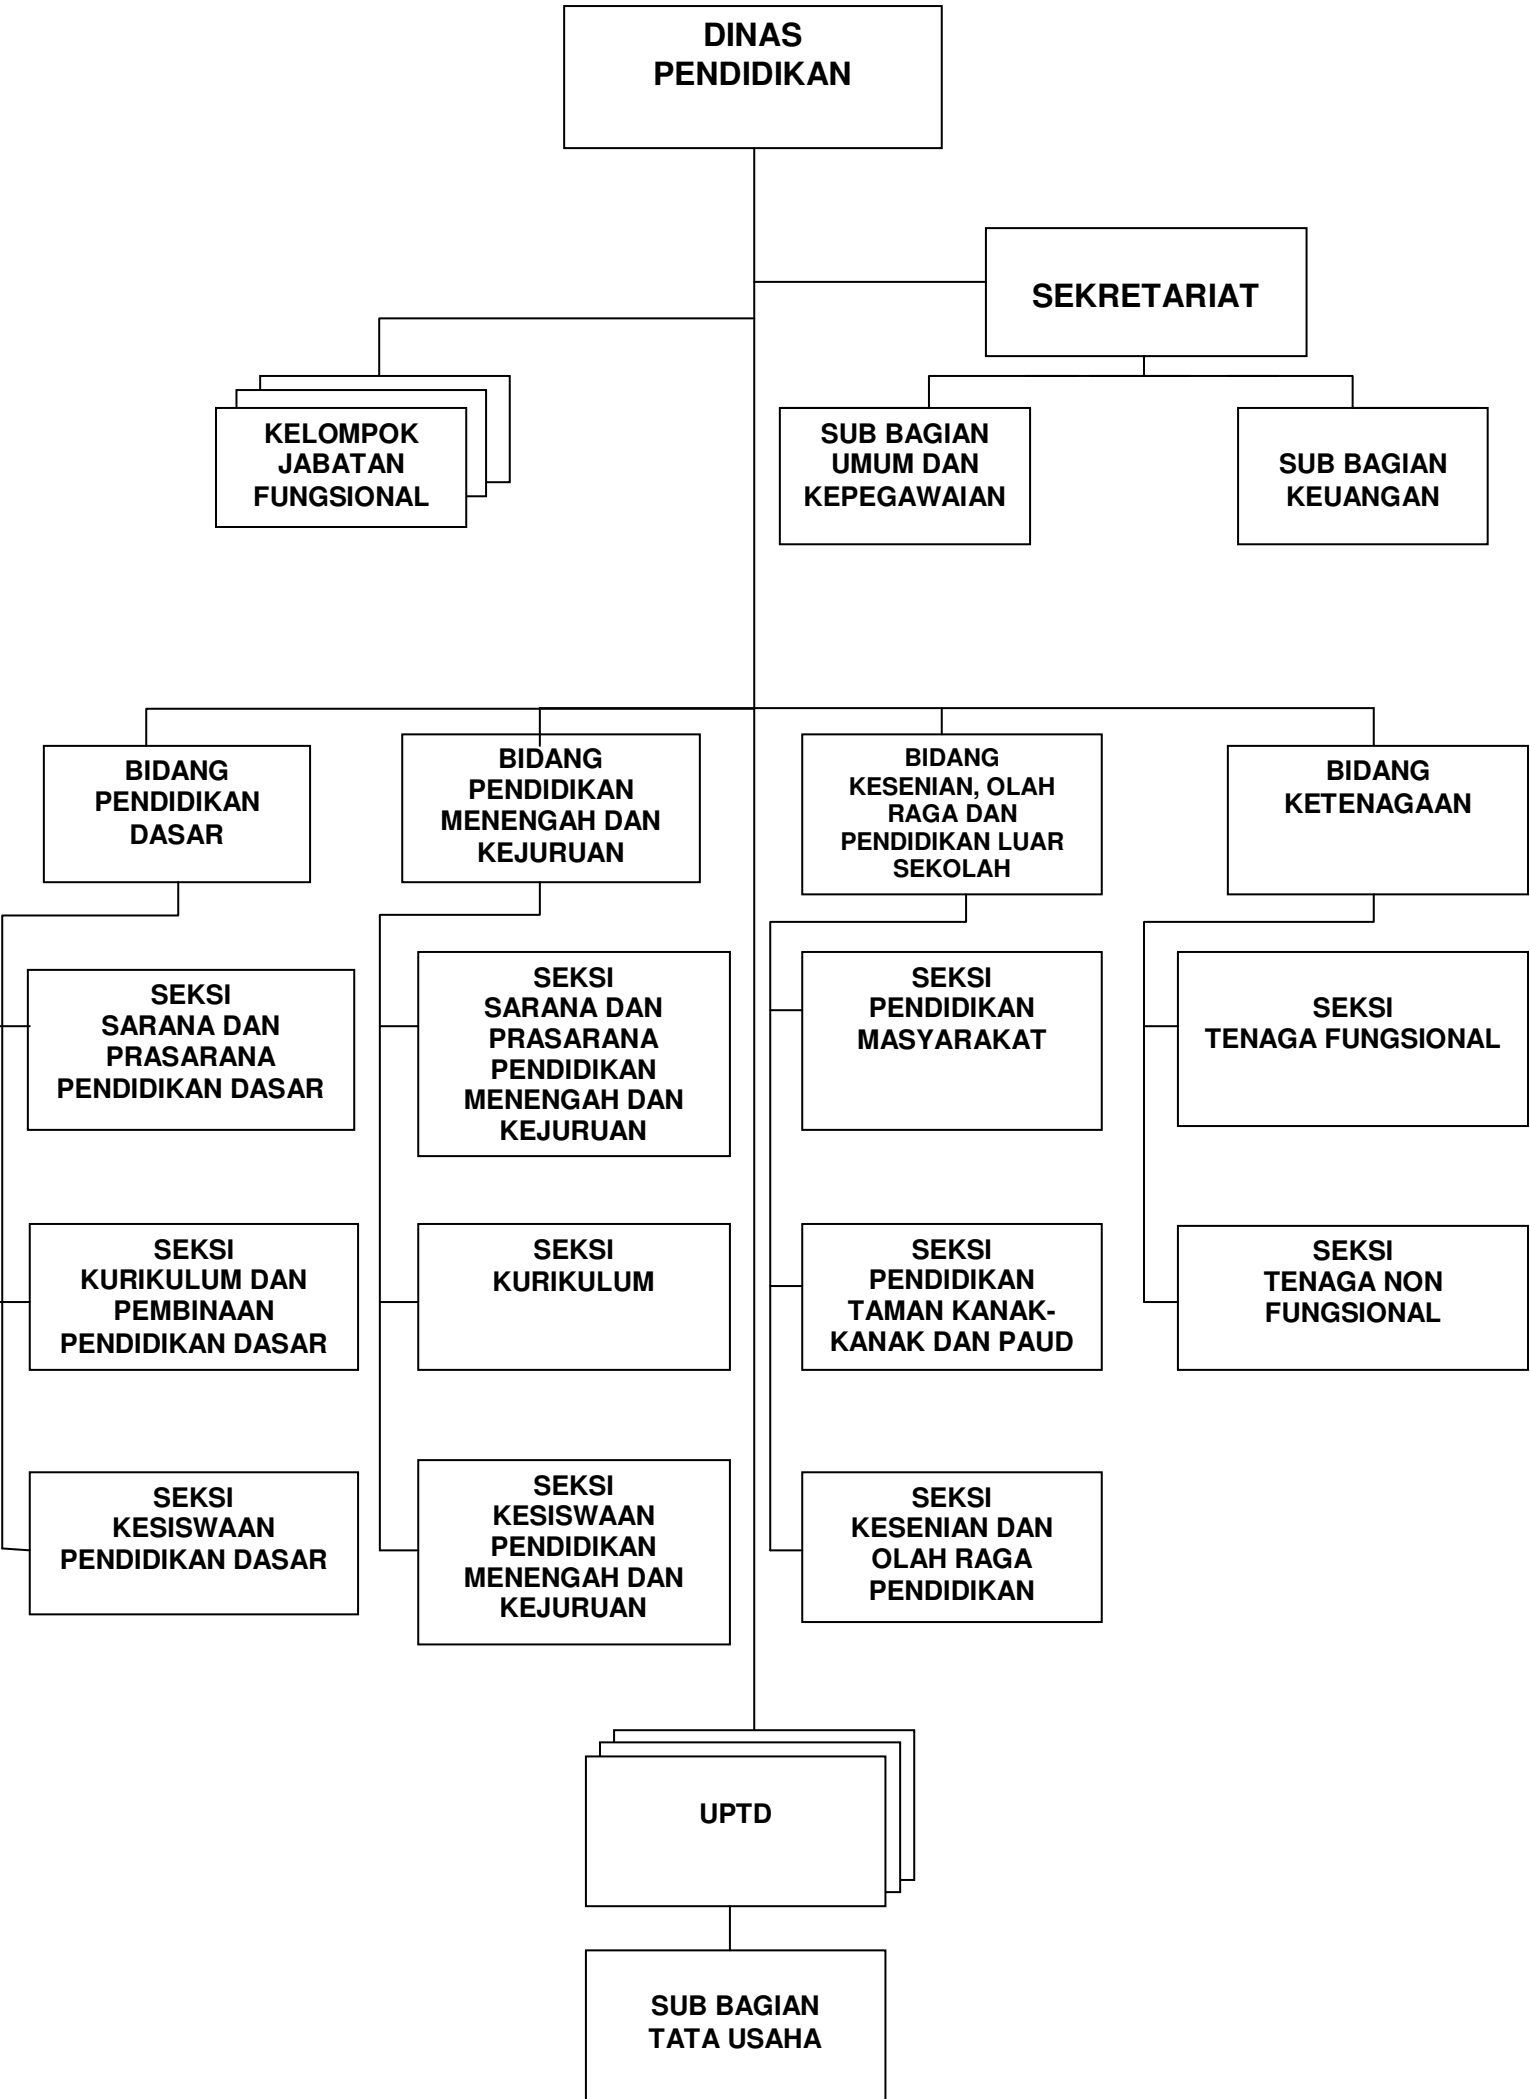 DINAS
PENDIDIKAN
SEKRETARIAT
KELOMPOK
JABATAN
FUNGSIONAL
SUB BAGIAN
UMUM DAN
KEPEGAWAIAN
SUB BAGIAN
KEUANGAN
BIDANG
PENDIDIKAN
DASAR
BIDANG
PENDIDIKAN
MENENGAH DAN
KEJURUAN
BIDANG
KESENIAN, OLAH
RAGA DAN
PENDIDIKAN LUAR
SEKOLAH
BIDANG
KETENAGAAN
SEKSI
SARANA DAN
PRASARANA
PENDIDIKAN DASAR
SEKSI
SARANA DAN
PRASARANA
PENDIDIKAN
MENENGAH DAN
KEJURUAN
SEKSI
PENDIDIKAN
MASYARAKAT
SEKSI
TENAGA FUNGSIONAL
SEKSI
KURIKULUM DAN
PEMBINAAN
PENDIDIKAN DASAR
SEKSI
KURIKULUM
SEKSI
PENDIDIKAN
TAMAN KANAK-
KANAK DAN PAUD
SEKSI
TENAGA NON
FUNGSIONAL
SEKSI
KESISWAAN
PENDIDIKAN DASAR
SEKSI
KESISWAAN
PENDIDIKAN
MENENGAH DAN
KEJURUAN
SEKSI
KESENIAN DAN
OLAH RAGA
PENDIDIKAN
UPTD
SUB BAGIAN
TATA USAHA